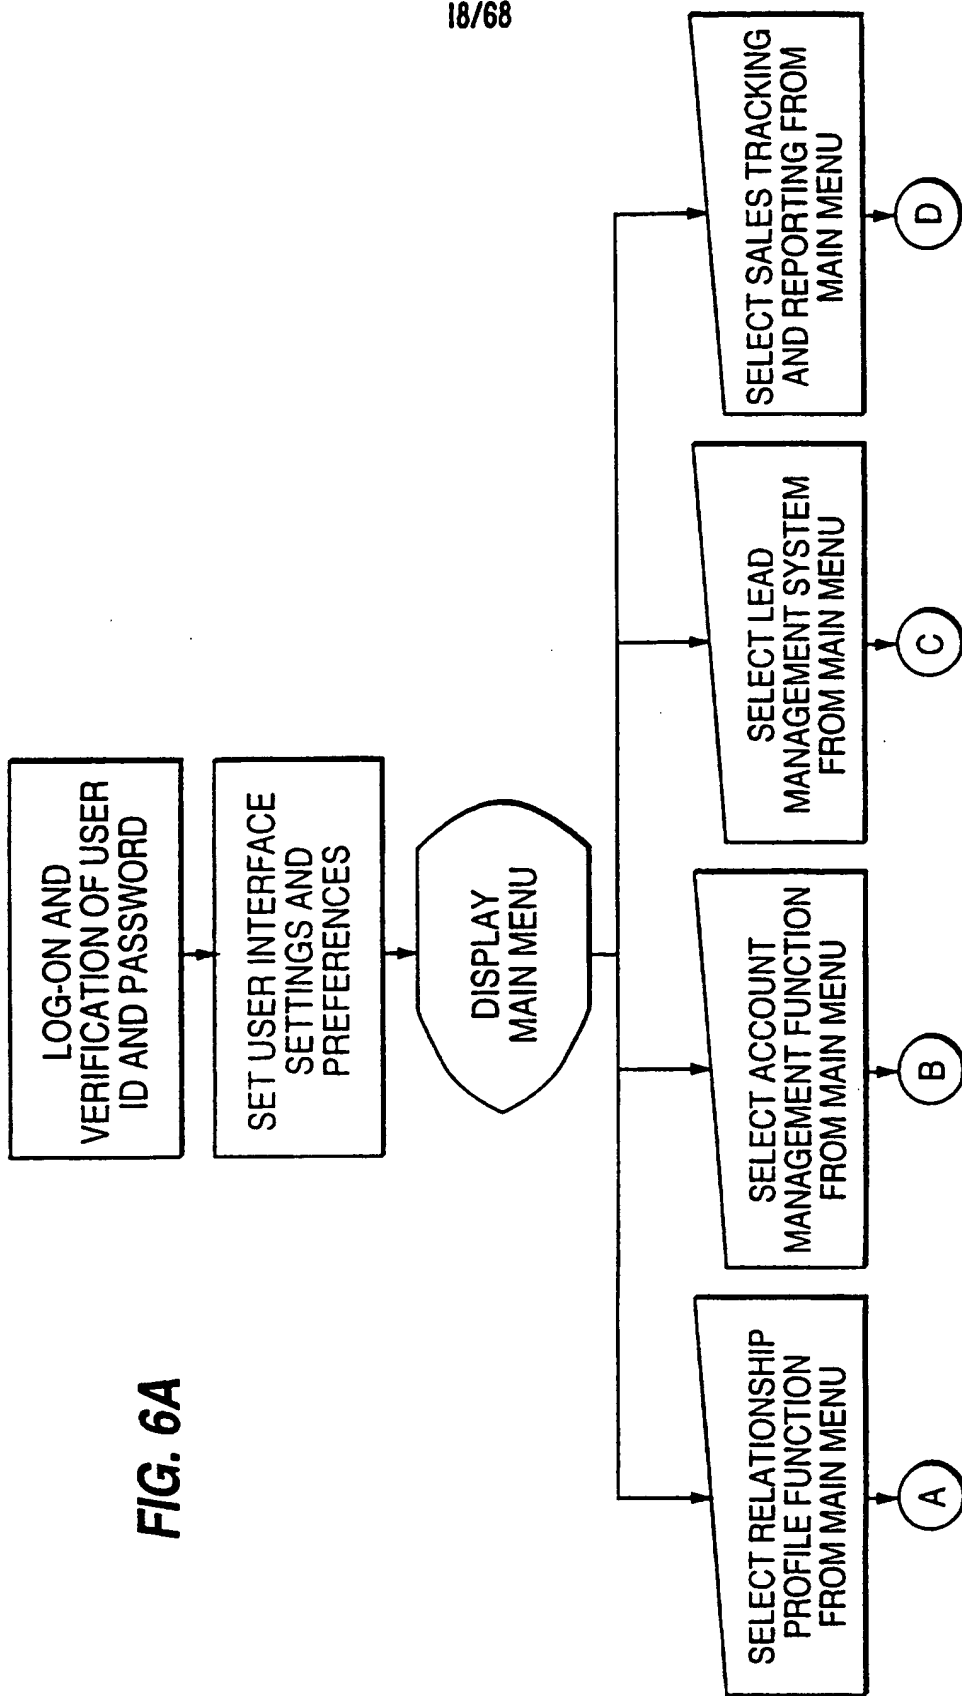 18/68
FIG. 6A
LOG-ON AND
VERIFICATION OF USER
ID AND PASSWORD
SET USER INTERFACE
SETTINGS AND
PREFERENCES
DISPLAY
MAIN MENU
SELECT RELATIONSHIP
PROFILE FUNCTION
FROM MAIN MENU
A
SELECT ACCOUNT
MANAGEMENT FUNCTION
FROM MAIN MENU
B
SELECT LEAD
MANAGEMENT SYSTEM
FROM MAIN MENU
C
SELECT SALES TRACKING
AND REPORTING FROM
MAIN MENU
D